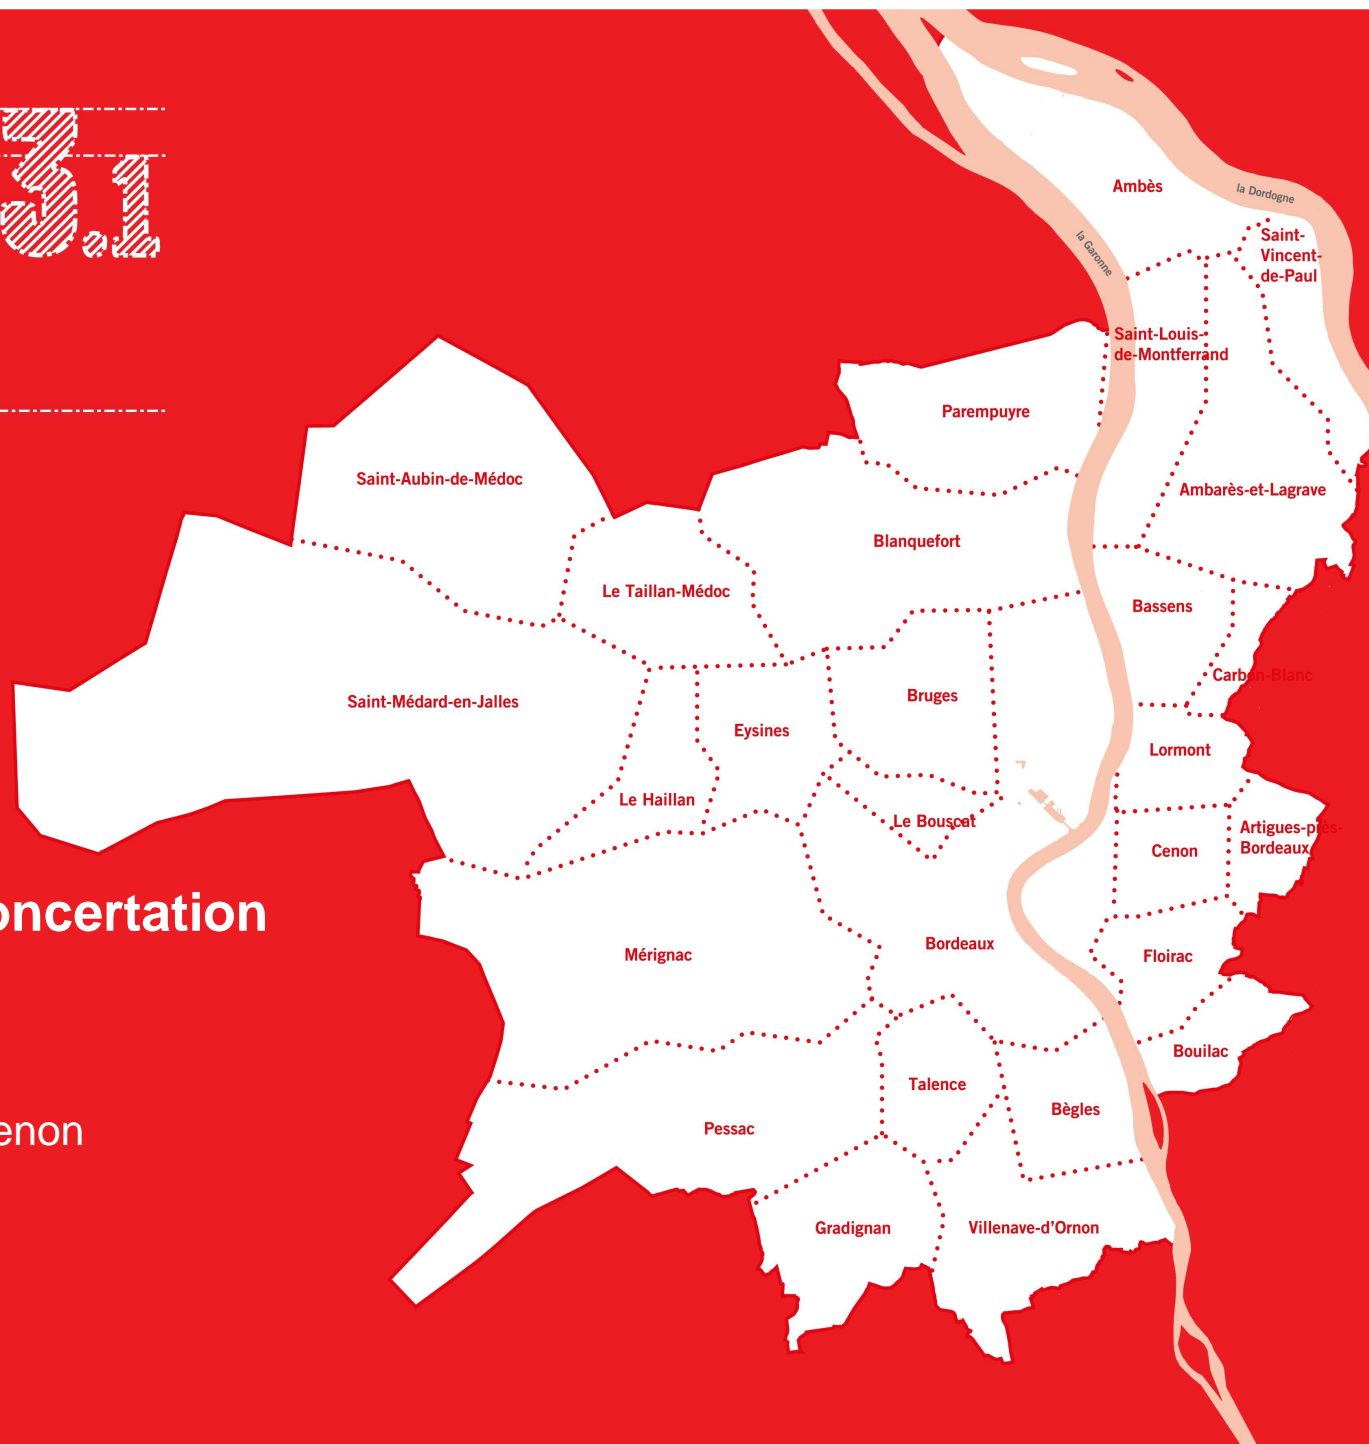 3.1
Ambès
la Dordogne
la Garonne
Saint-
Vincent-
de-Paul
Saint-Louis-
de-Montferrand
Parempuyre
Saint-Aubin-de-Médoc
Ambarès-et-Lagrave
Blanquefort
Le Taillan-Médoc
Bassens
Carbon-Blanc
Saint-Médard-en-Jalles
Bruges
Eysines
Lormont
Le Haillan
Le Bouscat
Artigues-près-
Bordeaux
Cenon
oncertation
Bordeaux
Mérignac
Floirac
Bouilac
Talence
Bègles
Pessac
enon
Gradignan
Villenave-d'Ornon